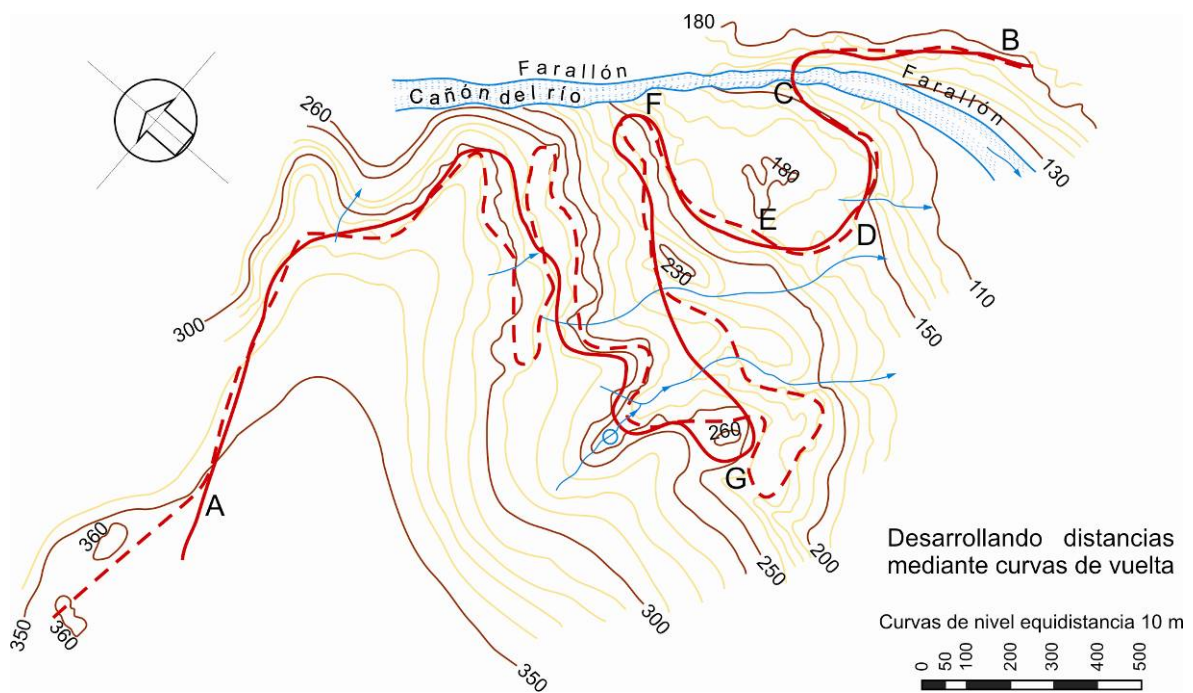 180
B
Farallón
Cañón del río
Farallón
C
F
260
180
130
E
D
230
110
300
150
A
260
G
360
200
250
350
360
300
350
Desarrollando distancias
mediante curvas de vuelta
Curvas de nivel equidistancia 10 m
0 50 100 200 300 400 500